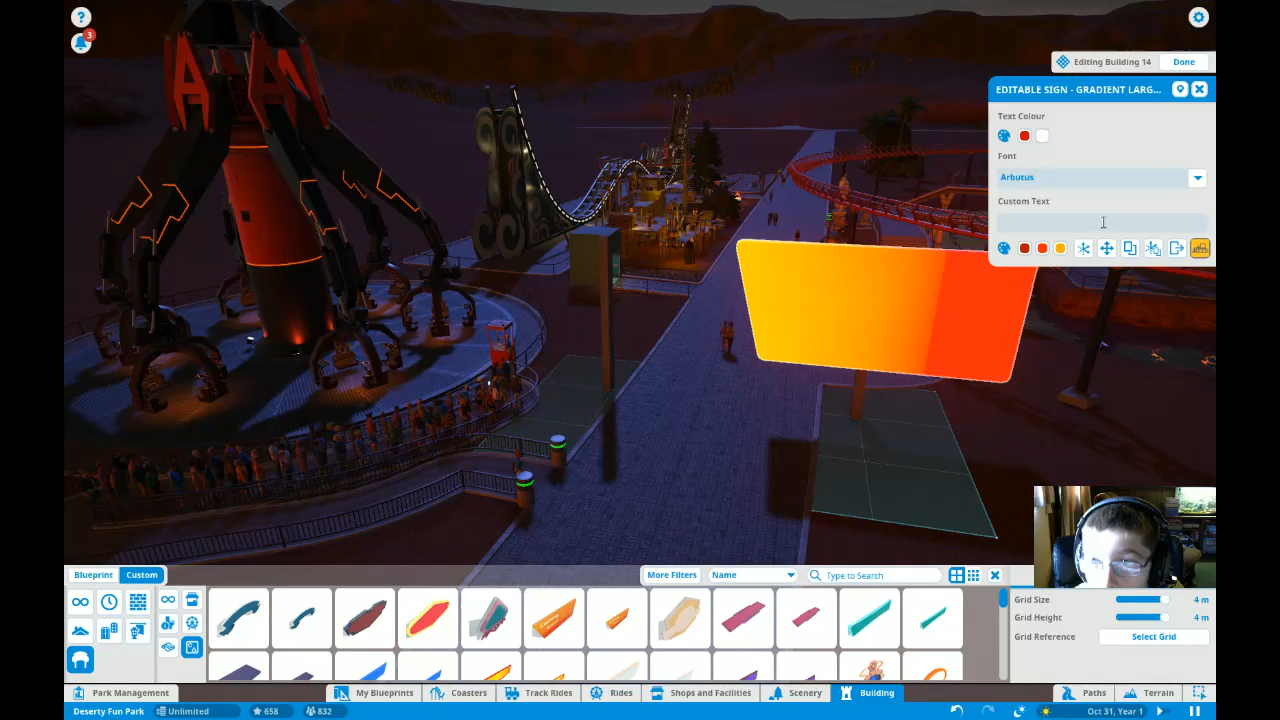 ?
3
Editing Building 14 Done
EDITABLE SIGN - GRADIENT LARG...
Text Colour
Font
Arbutus
Custom Text
Blueprint Custom
More Filters Name Type to Search
Grid Size 4 m
Grid Height 4 m
Grid Reference Select Grid
Park Management My Blueprints Coasters Track Rides Rides Shops and Facilities Scenery Building Paths Terrain
Deserty Fun Park Unlimited 658 832 Oct 31, Year 1